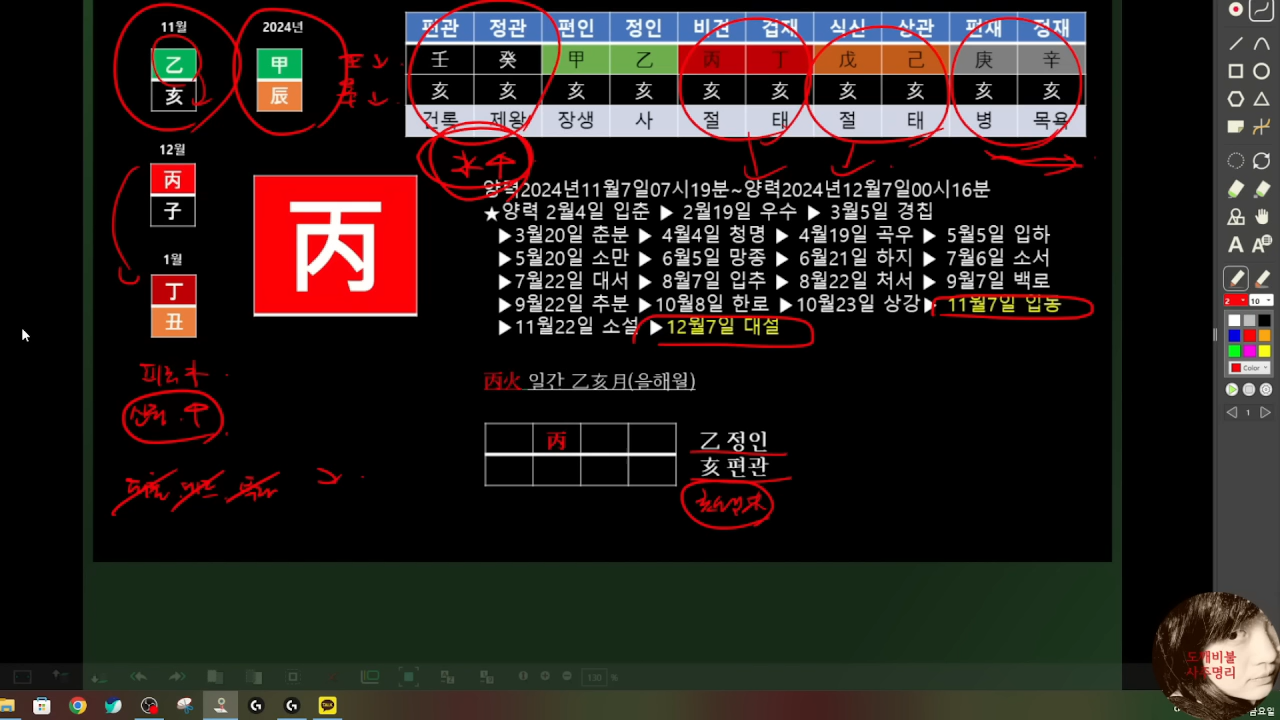 11월
2024년
乙
亥
甲
辰
편관 정관 편인 정인 비견 겁재 식신 상관 편재 정재
壬 癸 甲 乙 丙 丁 戊 己 庚 辛
亥 亥 亥 亥 亥 亥 亥 亥 亥 亥
건록 제왕 장생 사 절 태 절 태 병 목욕
水
12월
丙
子
1월
丁
丑
丙
양력2024년11월7일07시19분~양력2024년12월7일00시16분
★양력 2월4일 입춘 ▶ 2월19일 우수 ▶ 3월5일 경칩
▶3월20일 춘분 ▶ 4월4일 청명 ▶ 4월19일 곡우 ▶ 5월5일 입하
▶5월20일 소만 ▶ 6월5일 망종 ▶ 6월21일 하지 ▶ 7월6일 소서
▶7월22일 대서 ▶ 8월7일 입추 ▶ 8월22일 처서 ▶ 9월7일 백로
▶9월22일 추분 ▶10월8일 한로 ▶10월23일 상강▶ 11월7일 입동
▶11월22일 소설 ▶12월7일 대설
丙火 일간 乙亥月(을해월)
丙
乙 정인
亥 편관
2 10
Color
1
130 %
TALK
도깨비불
사주명리
금요일